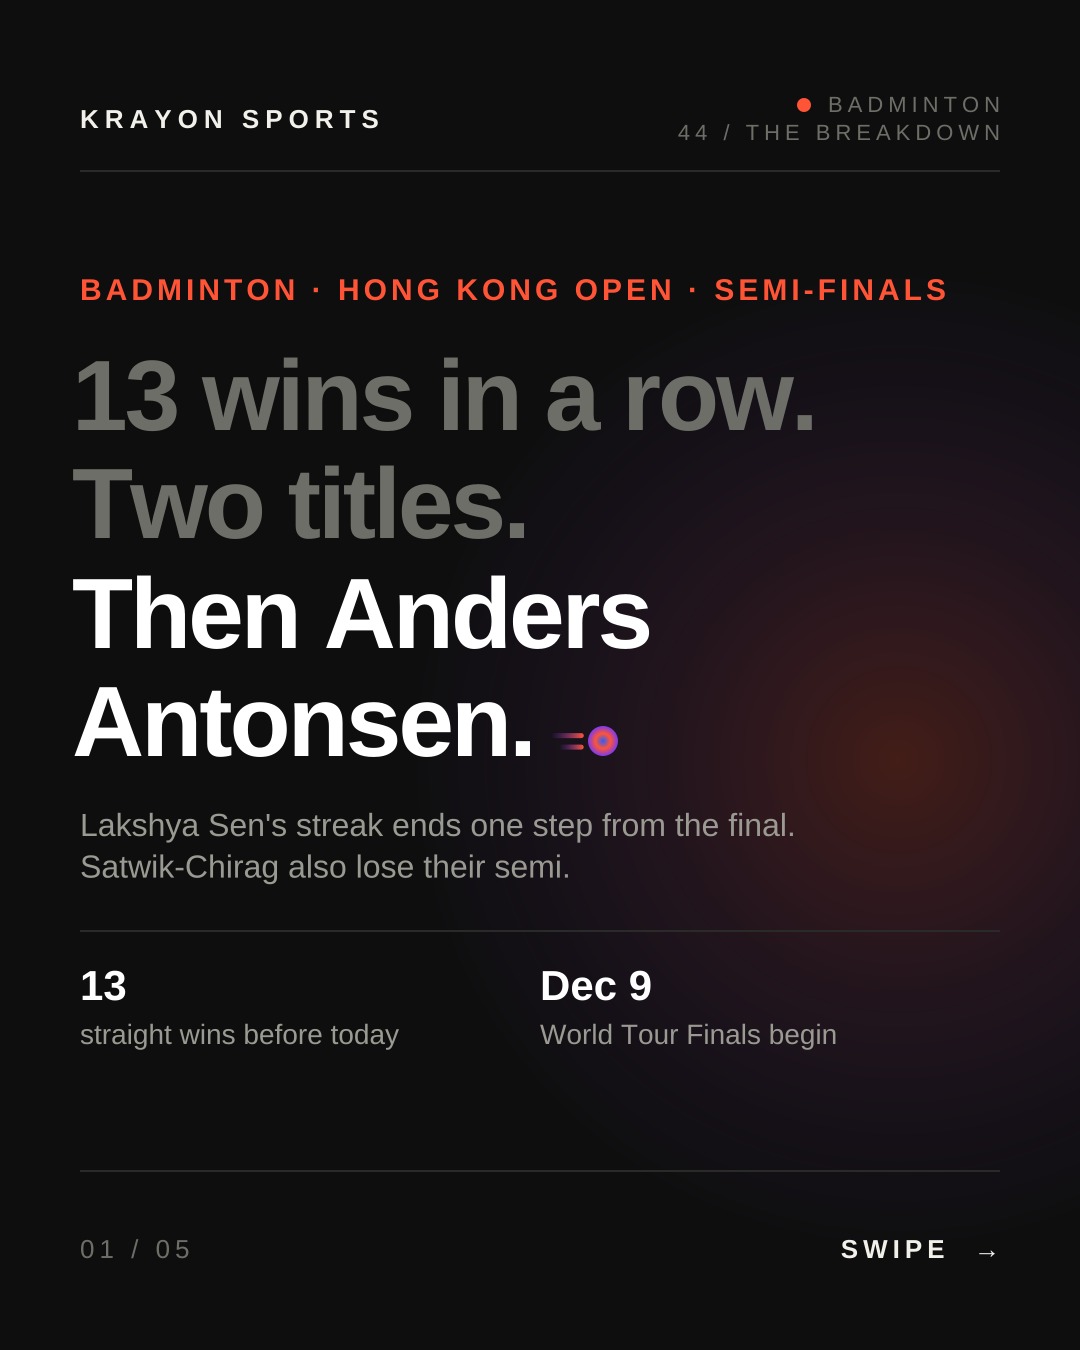 KRAYON SPORTS
BADMINTON
44 / THE BREAKDOWN
BADMINTON · HONG KONG OPEN · SEMI-FINALS
13 wins in a row.
Two titles.
Then Anders
Antonsen.
Lakshya Sen's streak ends one step from the final.
Satwik-Chirag also lose their semi.
13
straight wins before today
Dec 9
World Tour Finals begin
01 / 05
SWIPE →